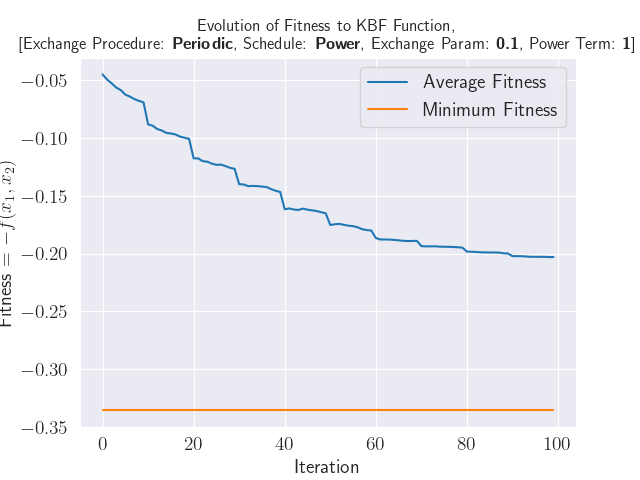 Evolution of Fitness to KBF Function,
[Exchange Procedure: Periodic, Schedule: Power, Exchange Param: 0.1, Power Term: 1]
Average Fitness
Minimum Fitness
−0.05
−0.10
−0.15
−0.20
−0.25
−0.30
−0.35
Fitness = −f(x₁, x₂)
0
20
40
60
80
100
Iteration